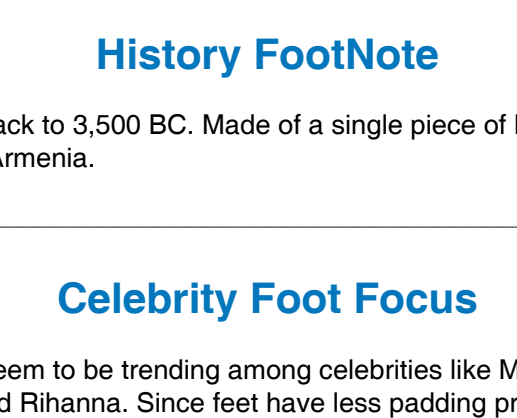 History FootNote
ack to 3,500 BC. Made of a single piece of
Armenia.
Celebrity Foot Focus
eem to be trending among celebrities like M
d Rihanna. Since feet have less padding pr